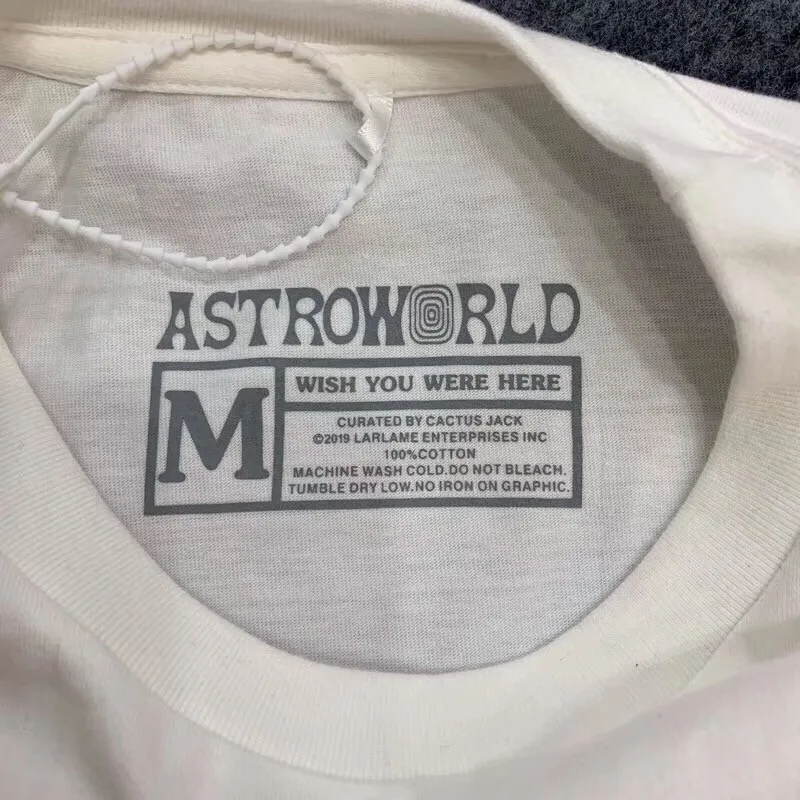 ASTROWORLD
M
WISH YOU WERE HERE
CURATED BY CACTUS JACK
©2019 LARLAME ENTERPRISES INC
100%COTTON
MACHINE WASH COLD.DO NOT BLEACH.
TUMBLE DRY LOW.NO IRON ON GRAPHIC.